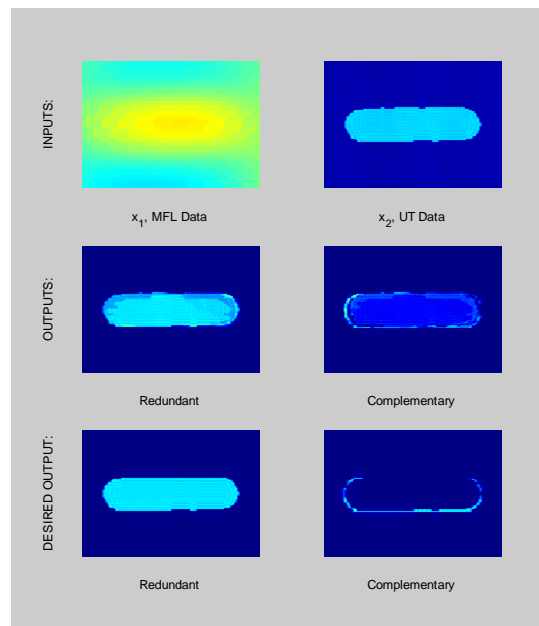 INPUTS:
x1, MFL Data
x2, UT Data
OUTPUTS:
Redundant
Complementary
DESIRED OUTPUT:
Redundant
Complementary